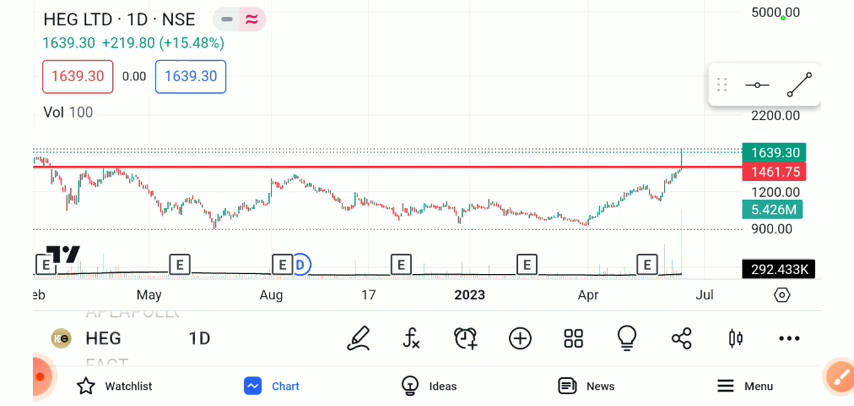 HEG LTD · 1D · NSE
5000.00
1639.30 +219.80 (+15.48%)
1639.30 0.00 1639.30
Vol 100
2200.00
1639.30
1461.75
1200.00
5.426M
900.00
E E E D E E E
292.433K
eb May Aug 17 2023 Apr Jul
HEG 1D
FACT
Watchlist Chart Ideas News Menu